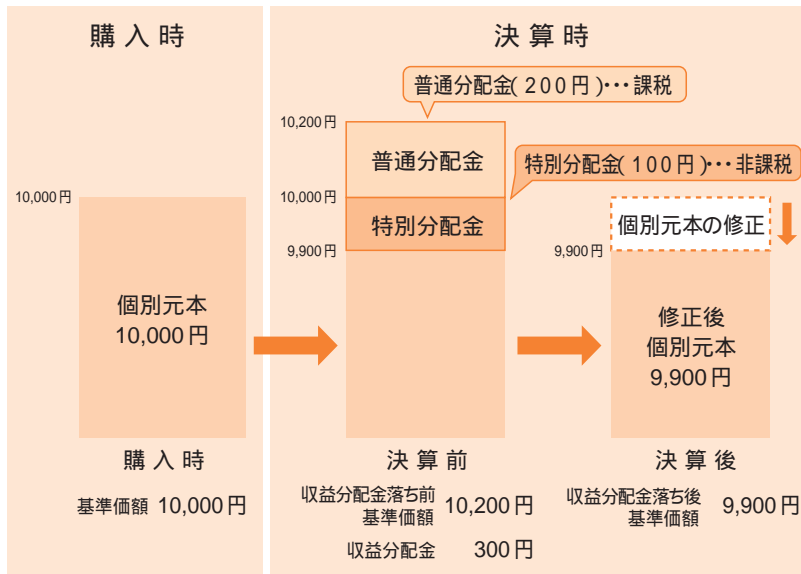 購入時
10,000円
個別元本
10,000円
購入時
基準価額 10,000円
決算時
普通分配金(200円)・・・課税
10,200円
普通分配金
特別分配金(100円)・・・非課税
10,000円
特別分配金
9,900円
決算前
収益分配金落ち前
基準価額 10,200円
収益分配金 300円
個別元本の修正
9,900円
修正後
個別元本
9,900円
決算後
収益分配金落ち後
基準価額 9,900円